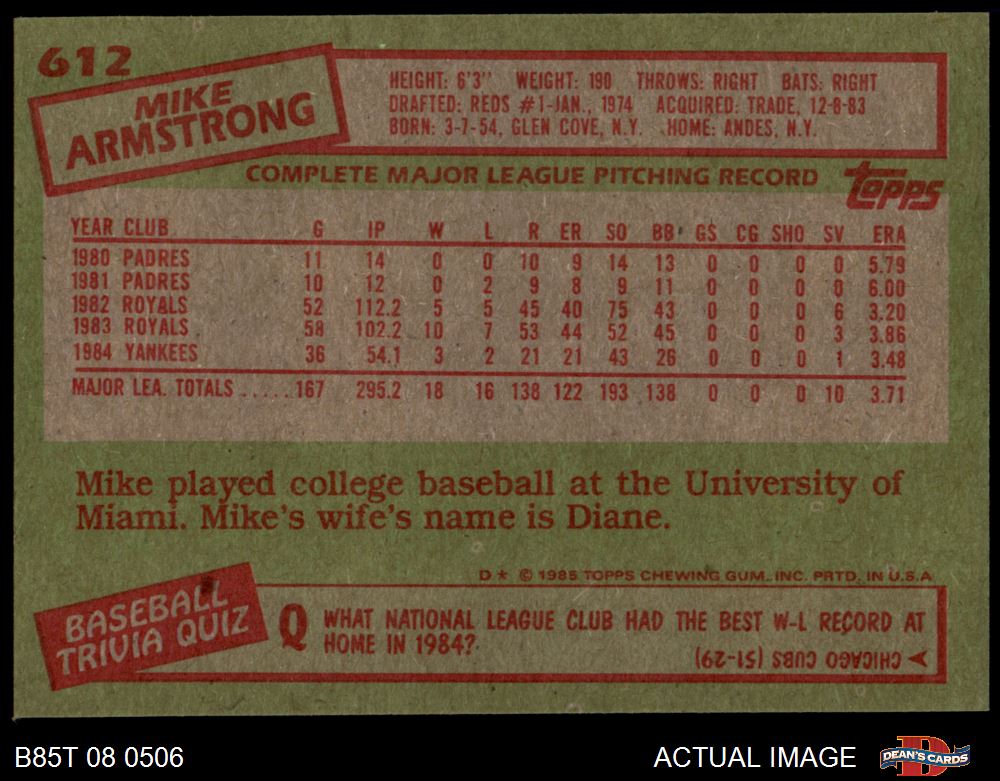 612
MIKE
ARMSTRONG
HEIGHT: 6'3" WEIGHT: 190 THROWS: RIGHT BATS: RIGHT
DRAFTED: REDS #1-JAN., 1974 ACQUIRED: TRADE, 12-8-83
BORN: 3-7-54, GLEN COVE, N.Y. HOME: ANDES, N.Y.
COMPLETE MAJOR LEAGUE PITCHING RECORD
TOPPS
YEAR CLUB G IP W L R ER SO BB GS CG SHO SV ERA
1980 PADRES 11 14 0 0 10 9 14 13 0 0 0 0 5.79
1981 PADRES 10 12 0 2 9 8 9 11 0 0 0 0 6.00
1982 ROYALS 52 112.2 5 5 45 40 75 43 0 0 0 6 3.20
1983 ROYALS 58 102.2 10 7 53 44 52 45 0 0 0 3 3.86
1984 YANKEES 36 54.1 3 2 21 21 43 26 0 0 0 1 3.48
MAJOR LEA. TOTALS .....167 295.2 18 16 138 122 193 138 0 0 0 10 3.71
Mike played college baseball at the University of
Miami. Mike's wife's name is Diane.
D* © 1985 TOPPS CHEWING GUM, INC. PRTD. IN U.S.A.
BASEBALL
TRIVIA QUIZ
Q WHAT NATIONAL LEAGUE CLUB HAD THE BEST W-L RECORD AT
HOME IN 1984?
CHICAGO CUBS (51-29)
B85T 08 0506
ACTUAL IMAGE
DEAN'S CARDS